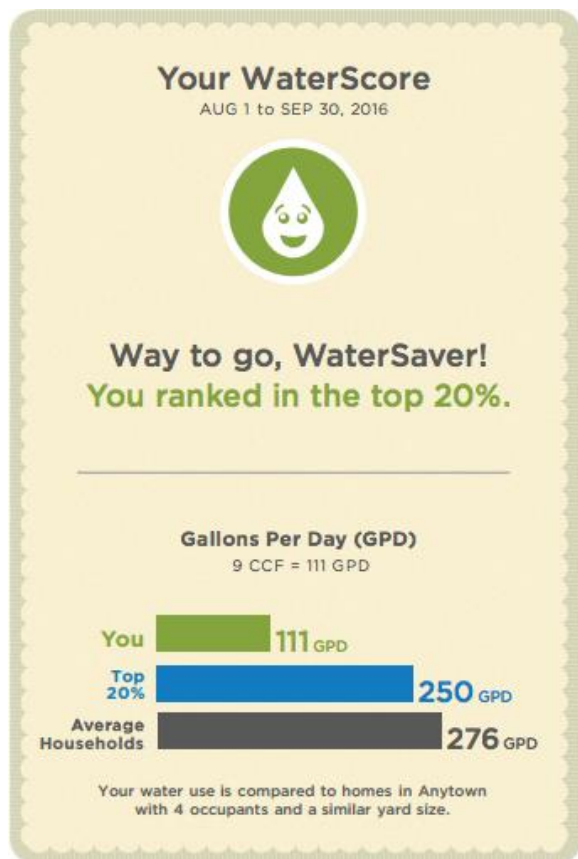 Your WaterScore
AUG 1 to SEP 30, 2016
Way to go, WaterSaver!
You ranked in the top 20%.
Gallons Per Day (GPD)
9 CCF = 111 GPD
You 111 GPD
Top
20% 250 GPD
Average
Households 276 GPD
Your water use is compared to homes in Anytown
with 4 occupants and a similar yard size.